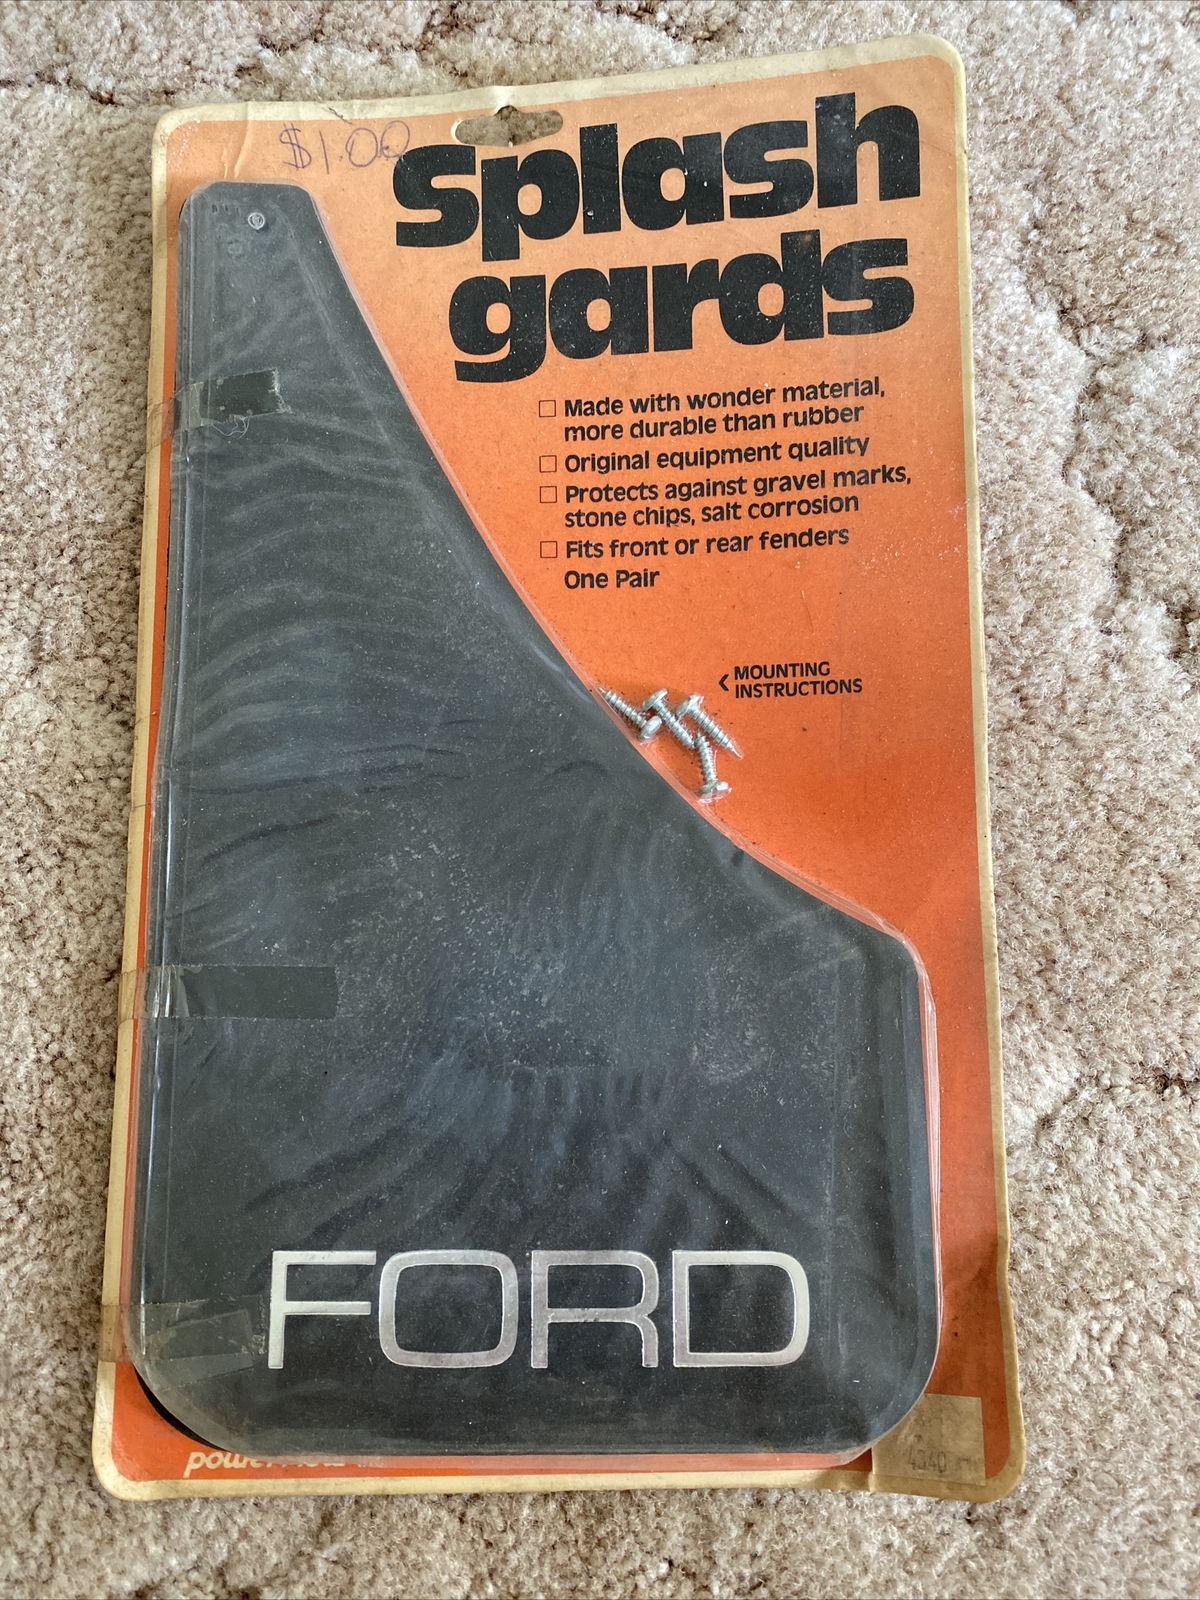 $1.00
splash
gards
Made with wonder material,
more durable than rubber
Original equipment quality
Protects against gravel marks,
stone chips, salt corrosion
Fits front or rear fenders
One Pair
‹ MOUNTING
INSTRUCTIONS
FORD
4540